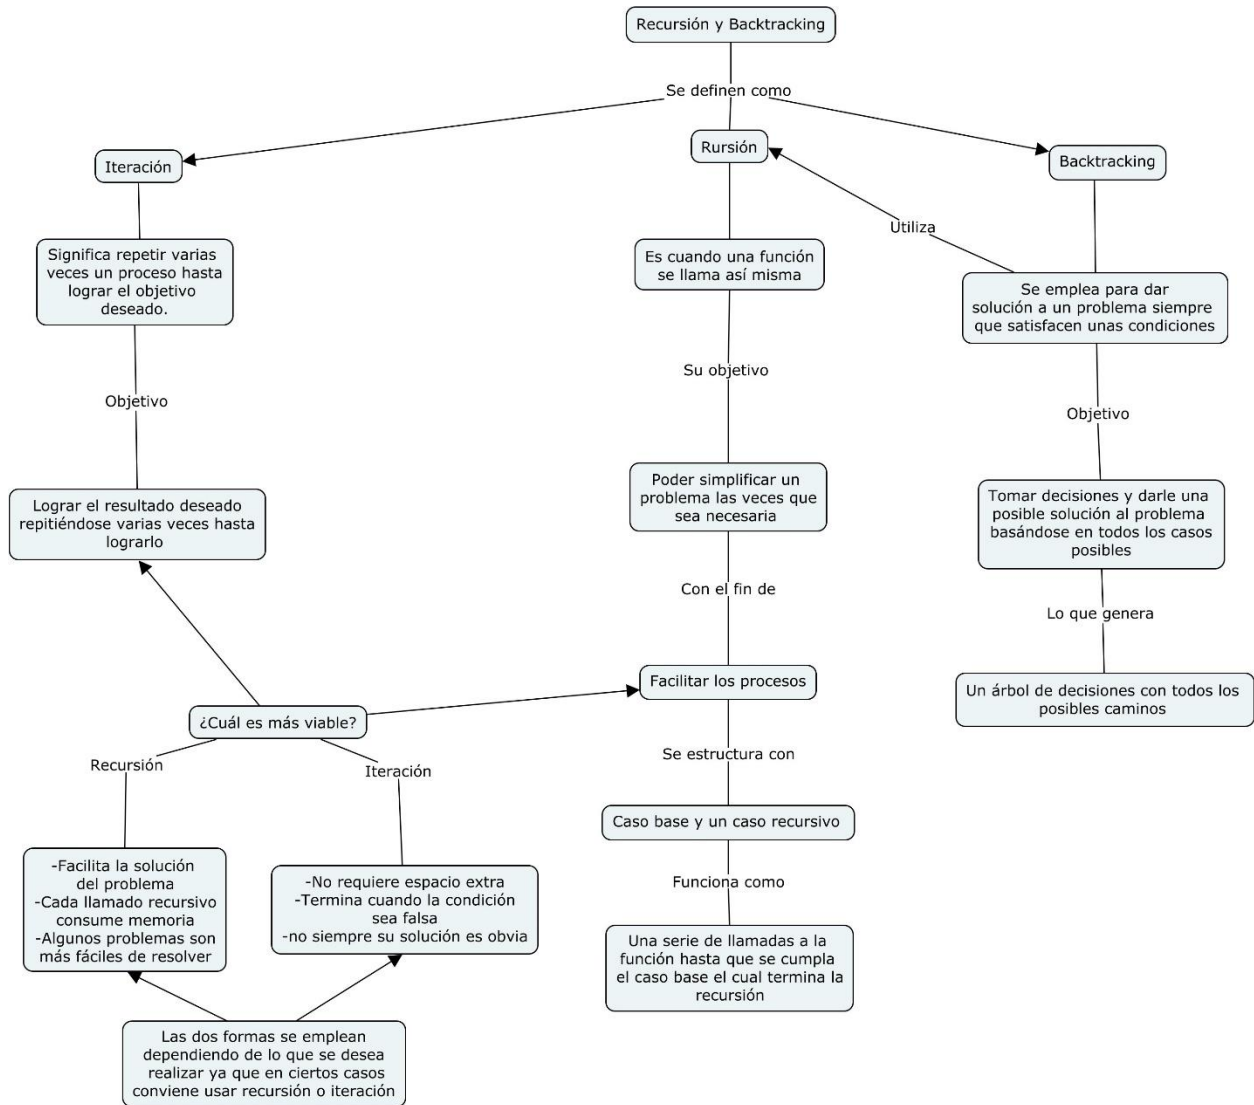 Recursión y Backtracking
Se definen como
Iteración
Rursión
Backtracking
Utiliza
Significa repetir varias
veces un proceso hasta
lograr el objetivo
deseado.
Es cuando una función
se llama así misma
Se emplea para dar
solución a un problema siempre
que satisfacen unas condiciones
Objetivo
Su objetivo
Objetivo
Lograr el resultado deseado
repitiéndose varias veces hasta
lograrlo
Poder simplificar un
problema las veces que
sea necesaria
Tomar decisiones y darle una
posible solución al problema
basándose en todos los casos
posibles
Con el fin de
Lo que genera
Facilitar los procesos
Un árbol de decisiones con todos los
posibles caminos
¿Cuál es más viable?
Recursión
Iteración
Se estructura con
Caso base y un caso recursivo
-Facilita la solución
del problema
-Cada llamado recursivo
consume memoria
-Algunos problemas son
más fáciles de resolver
-No requiere espacio extra
-Termina cuando la condición
sea falsa
-no siempre su solución es obvia
Funciona como
Una serie de llamadas a la
función hasta que se cumpla
el caso base el cual termina la
recursión
Las dos formas se emplean
dependiendo de lo que se desea
realizar ya que en ciertos casos
conviene usar recursión o iteración